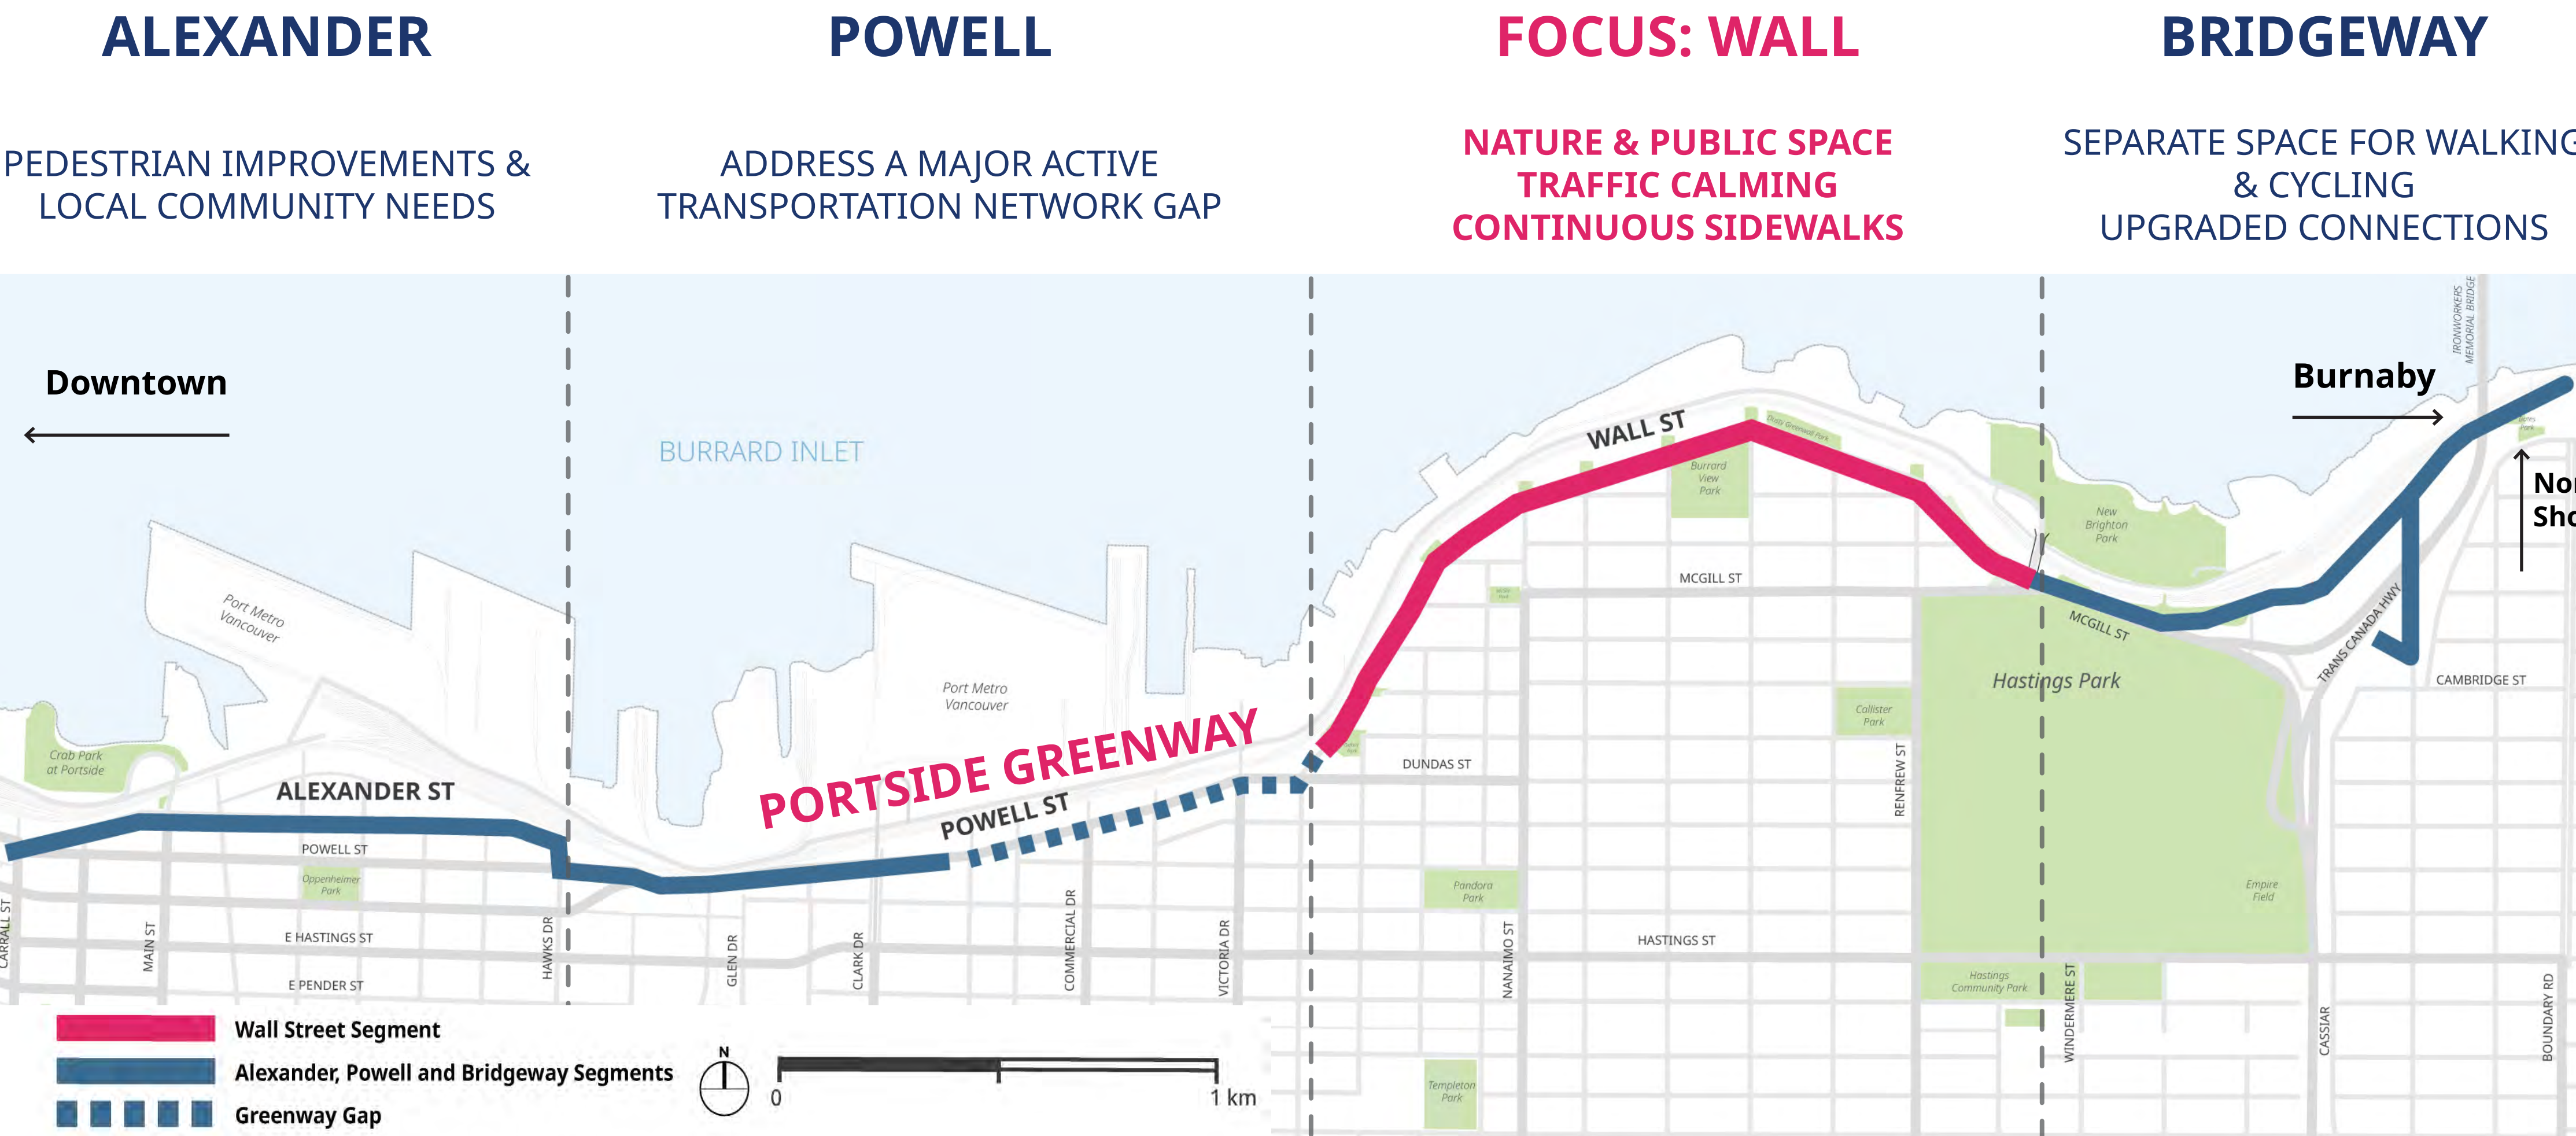 ALEXANDER
PEDESTRIAN IMPROVEMENTS &
LOCAL COMMUNITY NEEDS
POWELL
ADDRESS A MAJOR ACTIVE
TRANSPORTATION NETWORK GAP
FOCUS: WALL
NATURE & PUBLIC SPACE
TRAFFIC CALMING
CONTINUOUS SIDEWALKS
BRIDGEWAY
SEPARATE SPACE FOR WALKING
& CYCLING
UPGRADED CONNECTIONS
Downtown
BURRARD INLET
WALL ST
Dusty Greenwell Park
Burrard
View
Park
IRONWORKERS
MEMORIAL BRIDGE
Burnaby
Park
New
Brighton
Park
Port Metro
Vancouver
MCGILL ST
MCGILL ST
TRANS CANADA HWY
Hastings Park
CAMBRIDGE ST
Port Metro
Vancouver
Callister
Park
PORTSIDE GREENWAY
Crab Park
at Portside
ALEXANDER ST
POWELL ST
DUNDAS ST
RENFREW ST
POWELL ST
Oppenheimer
Park
Pandora
Park
Empire
Field
CARRALL ST
MAIN ST
E HASTINGS ST
HAWKS DR
GLEN DR
CLARK DR
COMMERCIAL DR
VICTORIA DR
NANAIMO ST
HASTINGS ST
E PENDER ST
Hastings
Community Park
WINDERMERE ST
CASSIAR
BOUNDARY RD
Templeton
Park
Wall Street Segment
Alexander, Powell and Bridgeway Segments
Greenway Gap
N
0
1 km